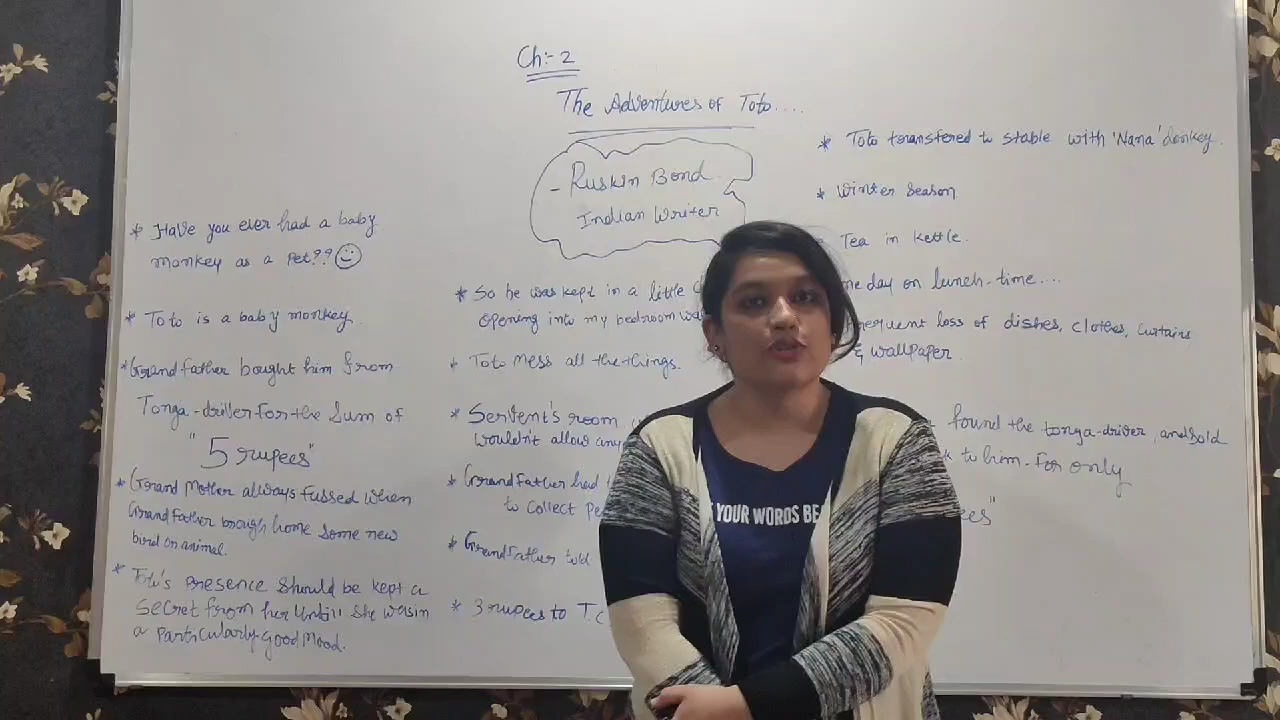 Ch:- 2
The Adventures of Toto....
- Ruskin Bond
Indian Writer
* Have you ever had a baby
monkey as a Pet??
* Toto is a baby monkey.
* Grand father bought him from
Tonga-driver for the Sum of
"5 rupees"
* Grand Mother always fussed when
Grand father brough home some new
bird or animal.
* Toto's Presence Should be kept a
Secret from her Until She was in
a Particularly Good Mood.
* So he was kept in a little
opening into my bedroom
* Toto Mess all the things.
* Servent's room
Wouldn't allow any
* Grand father had
to collect
* Grandfather told
* 3 rupees to T.C
* Toto transfered to stable with 'Nana' donkey.
* Winter Season
Tea in kettle.
day on lunch-time....
loss of dishes, clothes, curtains
& wallpaper.
found the tonga-driver, and sold
to him. For only
YOUR WORDS BE